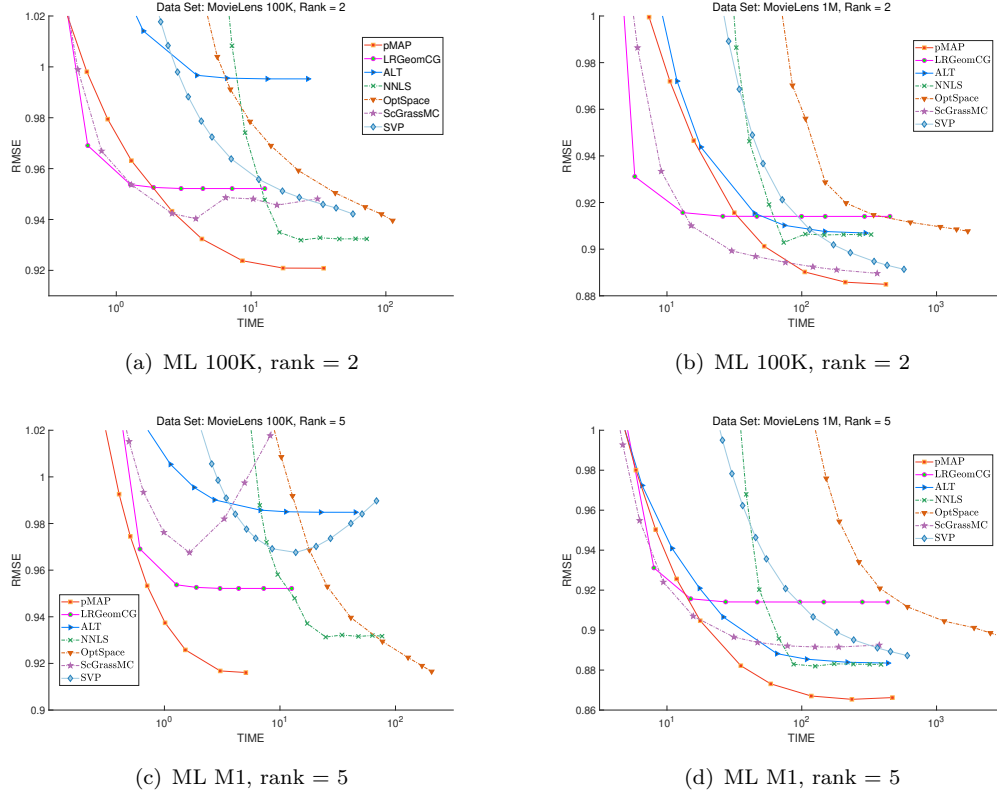 Data Set: MovieLens 100K, Rank = 2
1.02
1
0.98
0.96
0.94
0.92
RMSE
10^0
10^1
10^2
TIME
pMAP
LRGeomCG
ALT
NNLS
OptSpace
ScGrassMC
SVP
(a) ML 100K, rank = 2
Data Set: MovieLens 1M, Rank = 2
1
0.98
0.96
0.94
0.92
0.9
0.88
RMSE
10^1
10^2
10^3
TIME
pMAP
LRGeomCG
ALT
NNLS
OptSpace
ScGrassMC
SVP
(b) ML 100K, rank = 2
Data Set: MovieLens 100K, Rank = 5
1.02
1
0.98
0.96
0.94
0.92
0.9
RMSE
10^0
10^1
10^2
TIME
pMAP
LRGeomCG
ALT
NNLS
OptSpace
ScGrassMC
SVP
(c) ML M1, rank = 5
Data Set: MovieLens 1M, Rank = 5
1
0.98
0.96
0.94
0.92
0.9
0.88
0.86
RMSE
10^1
10^2
10^3
TIME
pMAP
LRGeomCG
ALT
NNLS
OptSpace
ScGrassMC
SVP
(d) ML M1, rank = 5